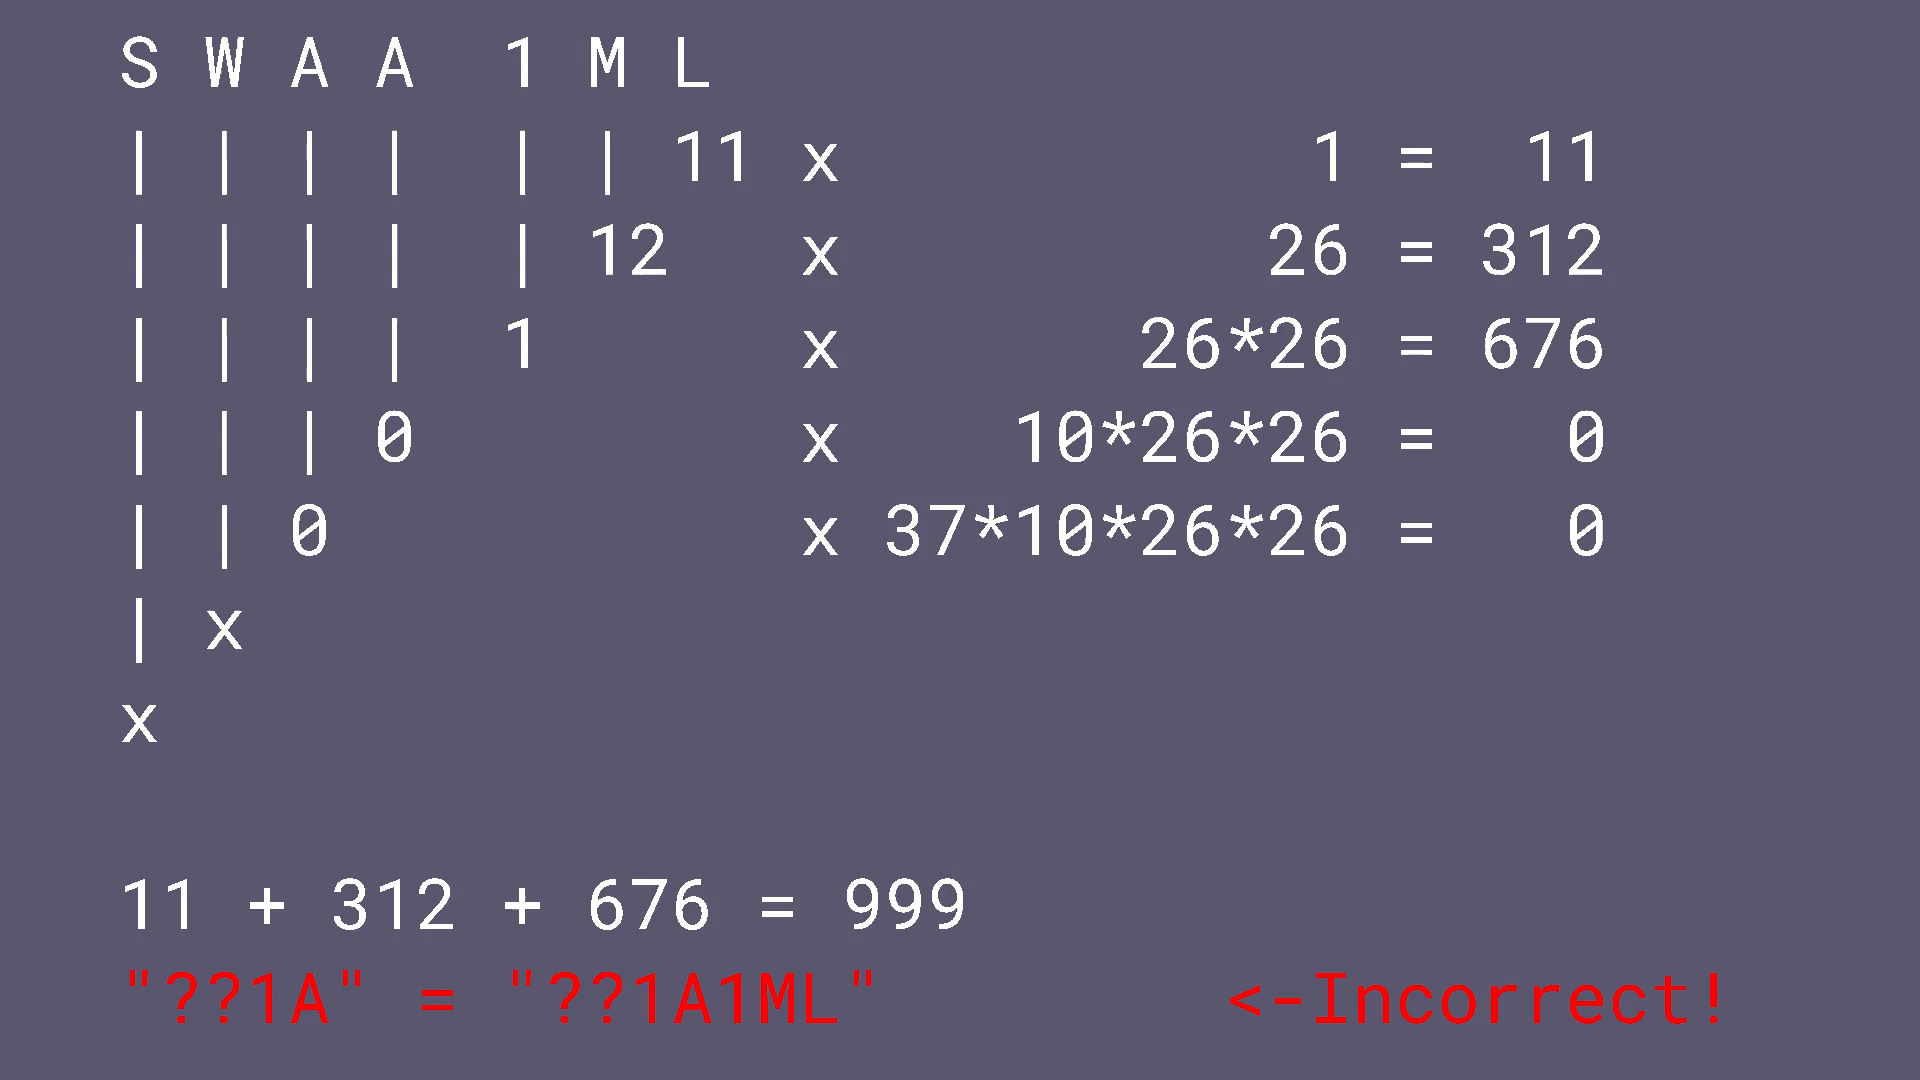 S W A A  1 M L
| | | |  | | 11 x           1 =  11
| | | |  | 12   x          26 = 312
| | | |  1      x       26*26 = 676
| | | 0         x    10*26*26 =   0
| | 0           x 37*10*26*26 =   0
| x
x
11 + 312 + 676 = 999
"??1A" = "??1A1ML"        <-Incorrect!